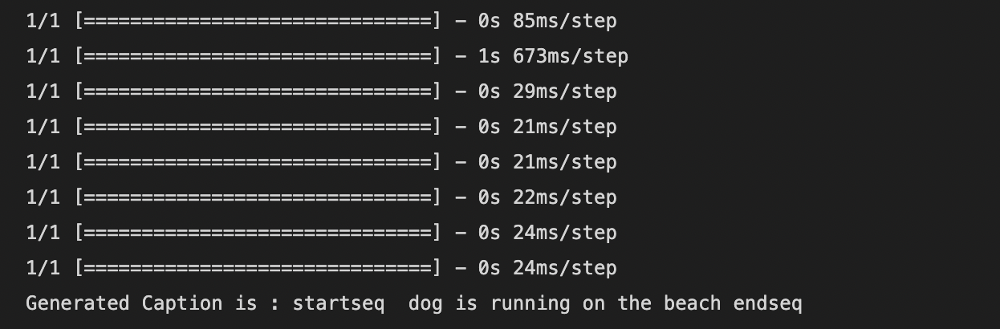 1/1 [==============================] - 0s 85ms/step
1/1 [==============================] - 1s 673ms/step
1/1 [==============================] - 0s 29ms/step
1/1 [==============================] - 0s 21ms/step
1/1 [==============================] - 0s 21ms/step
1/1 [==============================] - 0s 22ms/step
1/1 [==============================] - 0s 24ms/step
1/1 [==============================] - 0s 24ms/step
Generated Caption is : startseq  dog is running on the beach endseq